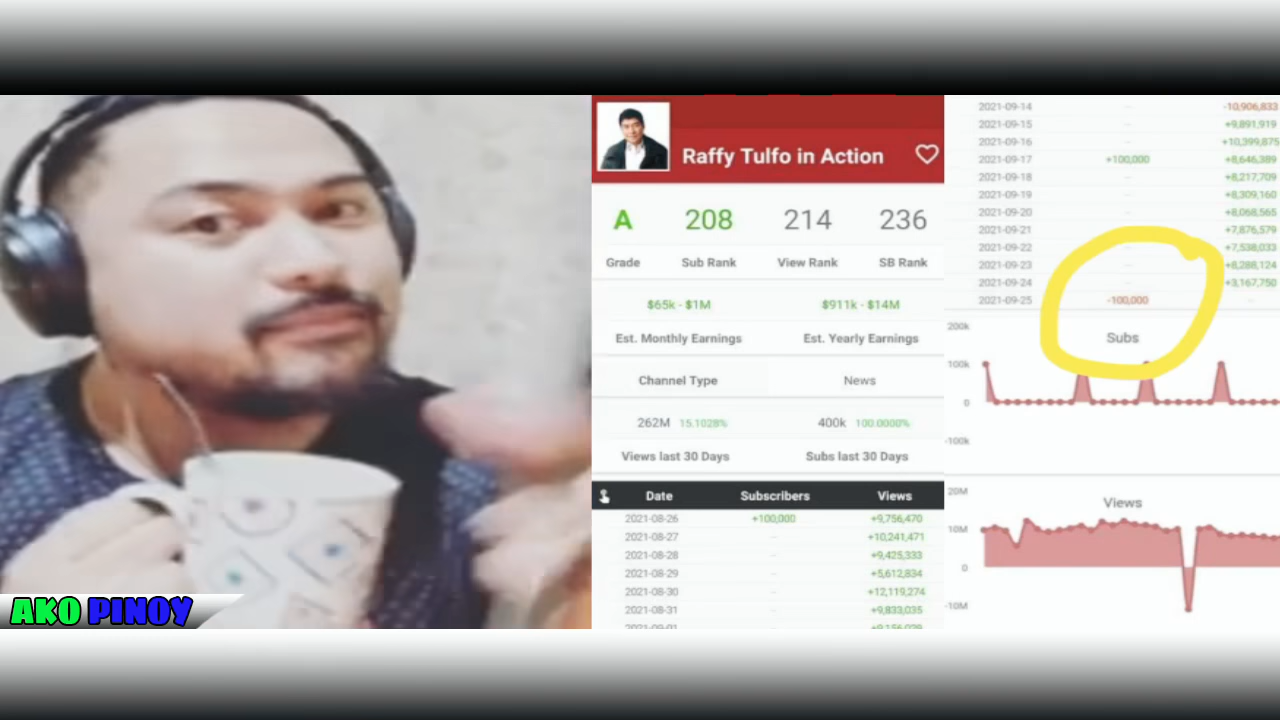 Raffy Tulfo in Action
A 208 214 236
Grade Sub Rank View Rank SB Rank
$65k - $1M $911k - $14M
Est. Monthly Earnings Est. Yearly Earnings
Channel Type News
262M 15.1028% 400k 100.0000%
Views last 30 Days Subs last 30 Days
Date Subscribers Views
2021-08-26 +100,000 +9,756,470
2021-08-27 -- +10,241,471
2021-08-28 -- +9,425,333
2021-08-29 -- +5,612,834
2021-08-30 -- +12,119,274
2021-08-31 -- +9,833,035
2021-09-14 -- -10,906,833
2021-09-15 -- +9,891,919
2021-09-16 -- +10,399,875
2021-09-17 +100,000 +8,646,389
2021-09-18 -- +8,217,709
2021-09-19 -- +8,309,160
2021-09-20 -- +8,068,565
2021-09-21 -- +7,876,579
2021-09-22 -- +7,538,033
2021-09-23 -- +8,288,124
2021-09-24 -- +3,167,750
2021-09-25 -100,000 --
Subs
200k
100k
0
-100k
Views
20M
10M
0
-10M
AKO PINOY